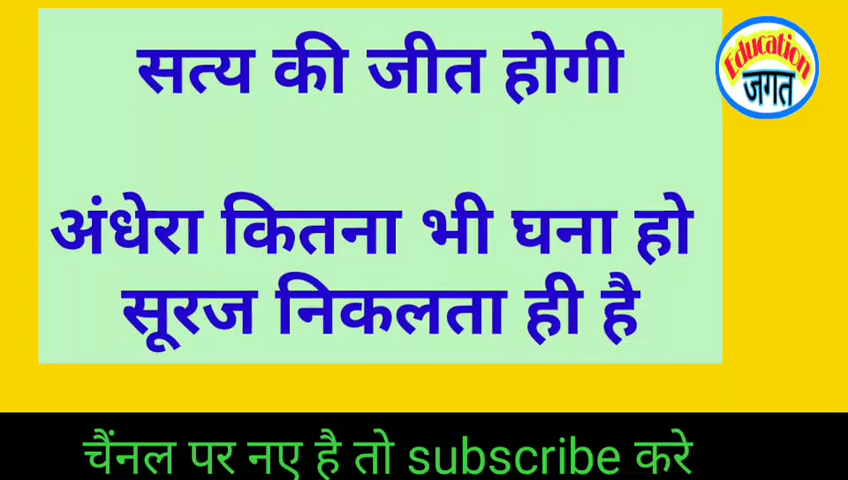 सत्य की जीत होगी
Education
जगत
अंधेरा कितना भी घना हो
सूरज निकलता ही है
चैंनल पर नए है तो subscribe करे